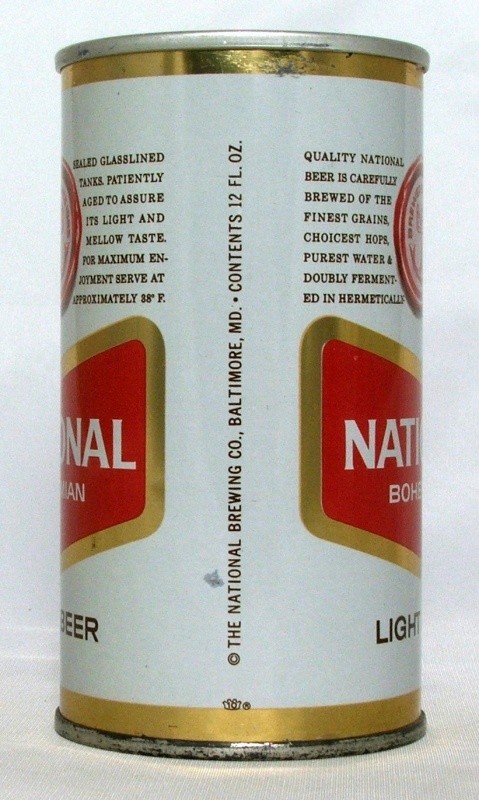 SEALED GLASSLINED
TANKS. PATIENTLY
AGED TO ASSURE
ITS LIGHT AND
MELLOW TASTE.
FOR MAXIMUM EN-
JOYMENT SERVE AT
APPROXIMATELY 38° F.
ONAL
MIAN
BEER
© THE NATIONAL BREWING CO., BALTIMORE, MD. • CONTENTS 12 FL. OZ.
®
QUALITY NATIONAL
BEER IS CAREFULLY
BREWED OF THE
FINEST GRAINS,
CHOICEST HOPS,
PUREST WATER &
DOUBLY FERMENT-
ED IN HERMETICALLY-
NATI
BOHE
LIGHT